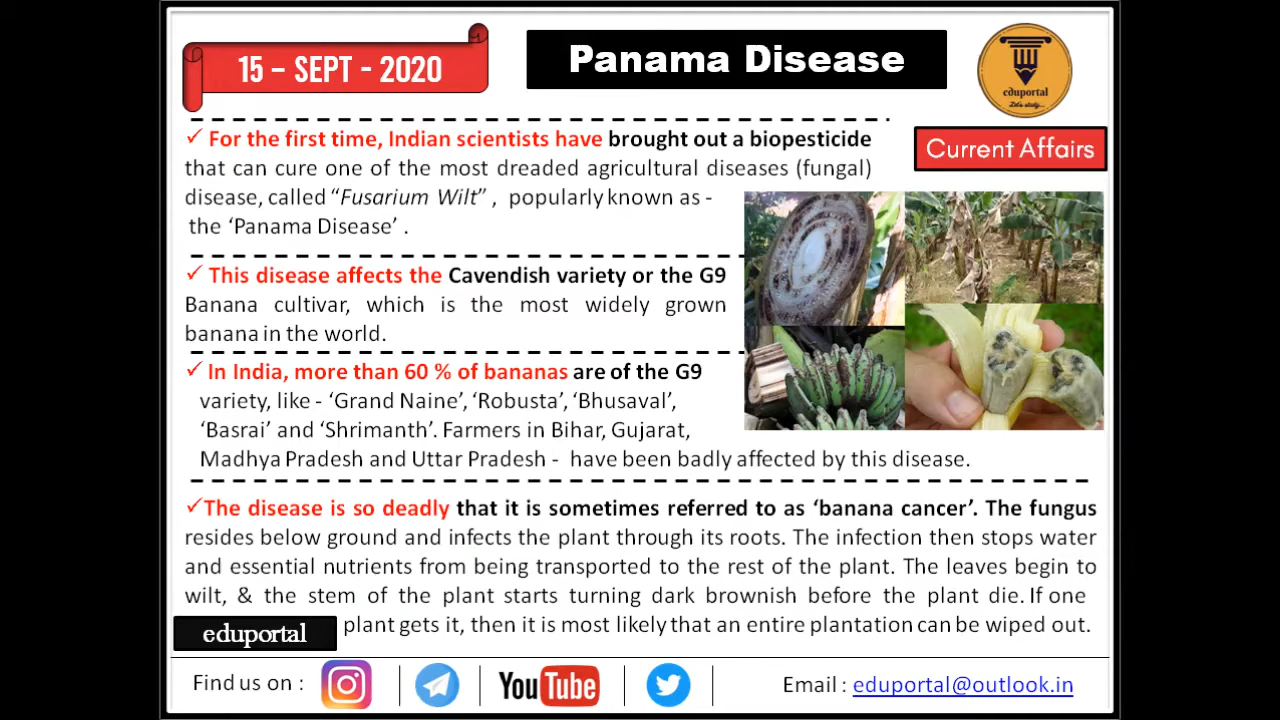 15 – SEPT - 2020
Panama Disease
eduportal
Let's study...
Current Affairs
✓ For the first time, Indian scientists have brought out a biopesticide
that can cure one of the most dreaded agricultural diseases (fungal)
disease, called “Fusarium Wilt” , popularly known as -
the ‘Panama Disease’ .
✓ This disease affects the Cavendish variety or the G9
Banana cultivar, which is the most widely grown
banana in the world.
✓ In India, more than 60 % of bananas are of the G9
variety, like - ‘Grand Naine’, ‘Robusta’, ‘Bhusaval’,
‘Basrai’ and ‘Shrimanth’. Farmers in Bihar, Gujarat,
Madhya Pradesh and Uttar Pradesh - have been badly affected by this disease.
✓The disease is so deadly that it is sometimes referred to as ‘banana cancer’. The fungus
resides below ground and infects the plant through its roots. The infection then stops water
and essential nutrients from being transported to the rest of the plant. The leaves begin to
wilt, & the stem of the plant starts turning dark brownish before the plant die. If one
plant gets it, then it is most likely that an entire plantation can be wiped out.
eduportal
Find us on :
YouTube
Email : eduportal@outlook.in